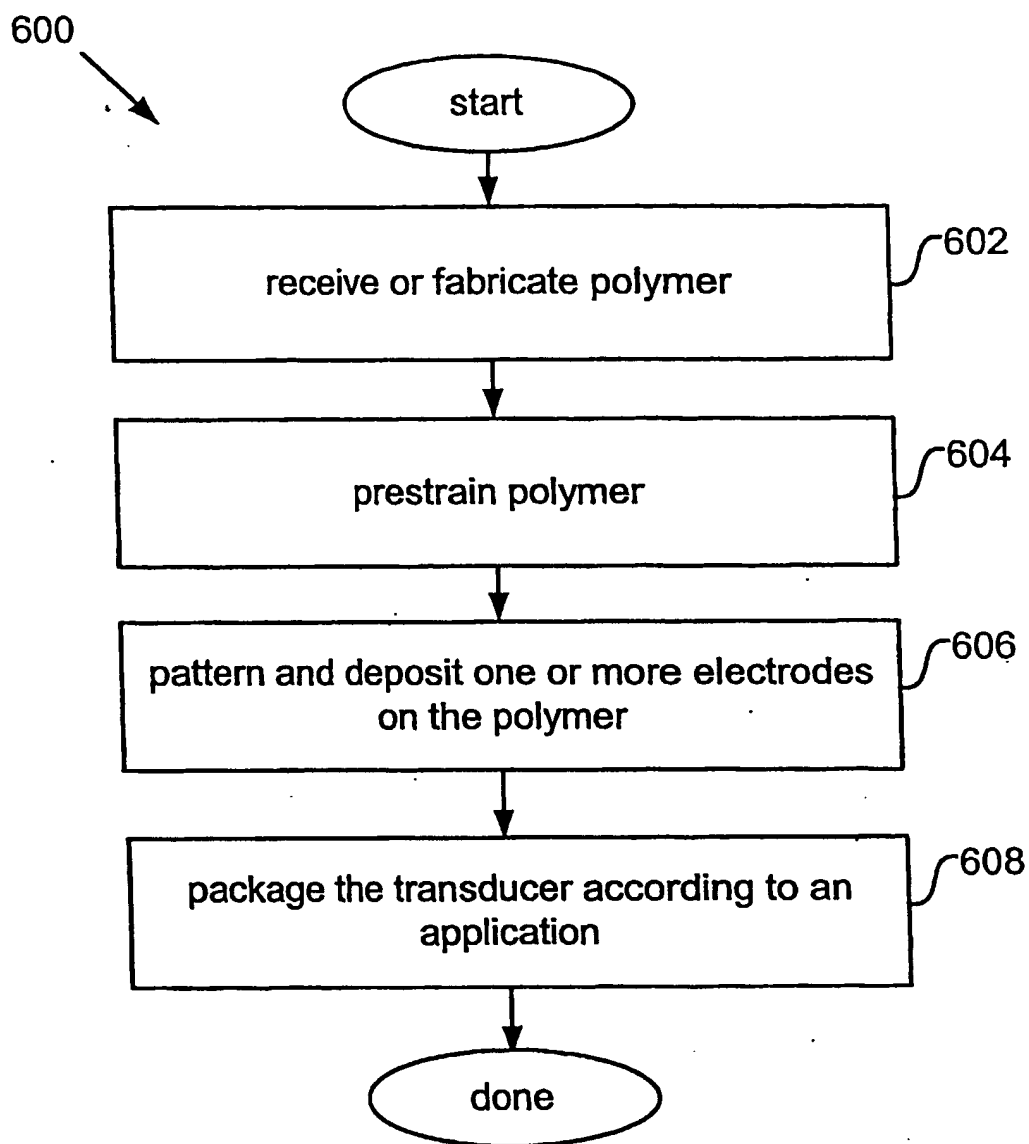 600
start
receive or fabricate polymer
602
prestrain polymer
604
pattern and deposit one or more electrodes
on the polymer
606
package the transducer according to an
application
608
done